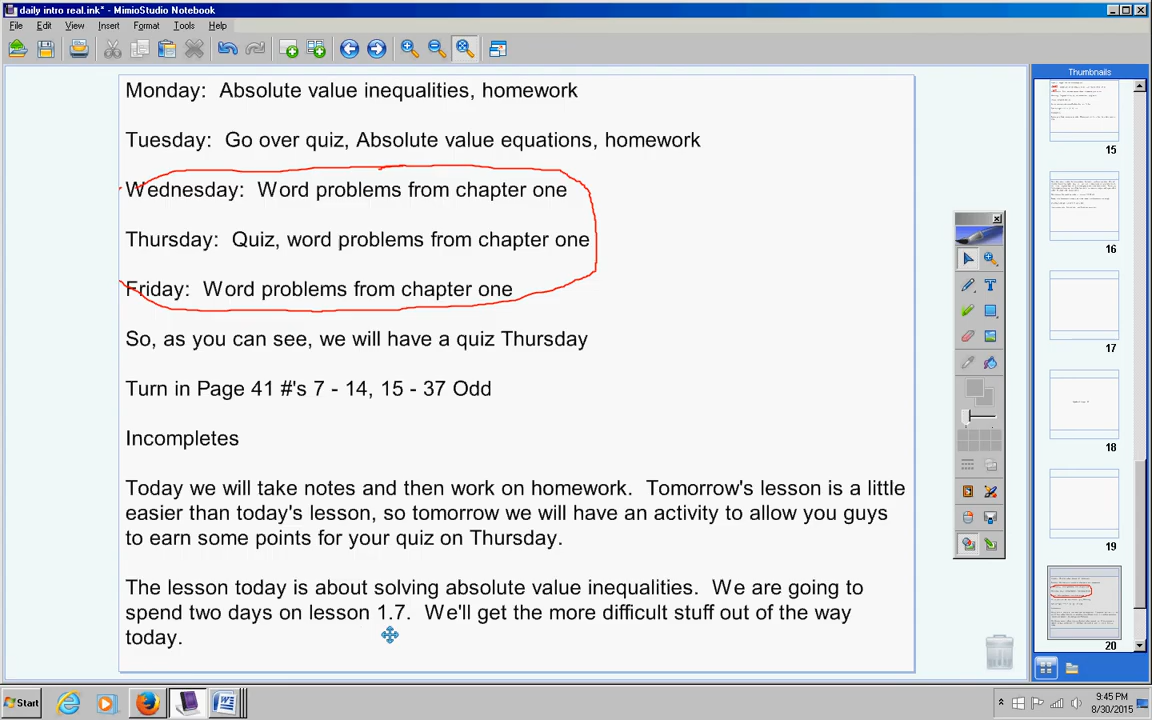 daily intro real.ink* - MimioStudio Notebook
File Edit View Insert Format Tools Help
Monday: Absolute value inequalities, homework
Tuesday: Go over quiz, Absolute value equations, homework
Wednesday: Word problems from chapter one
Thursday: Quiz, word problems from chapter one
Friday: Word problems from chapter one
So, as you can see, we will have a quiz Thursday
Turn in Page 41 #'s 7 - 14, 15 - 37 Odd
Incompletes
Today we will take notes and then work on homework. Tomorrow's lesson is a little
easier than today's lesson, so tomorrow we will have an activity to allow you guys
to earn some points for your quiz on Thursday.
The lesson today is about solving absolute value inequalities. We are going to
spend two days on lesson 1.7. We'll get the more difficult stuff out of the way
today.
Thumbnails
15
16
17
18
19
20
Start
9:45 PM
8/30/2015